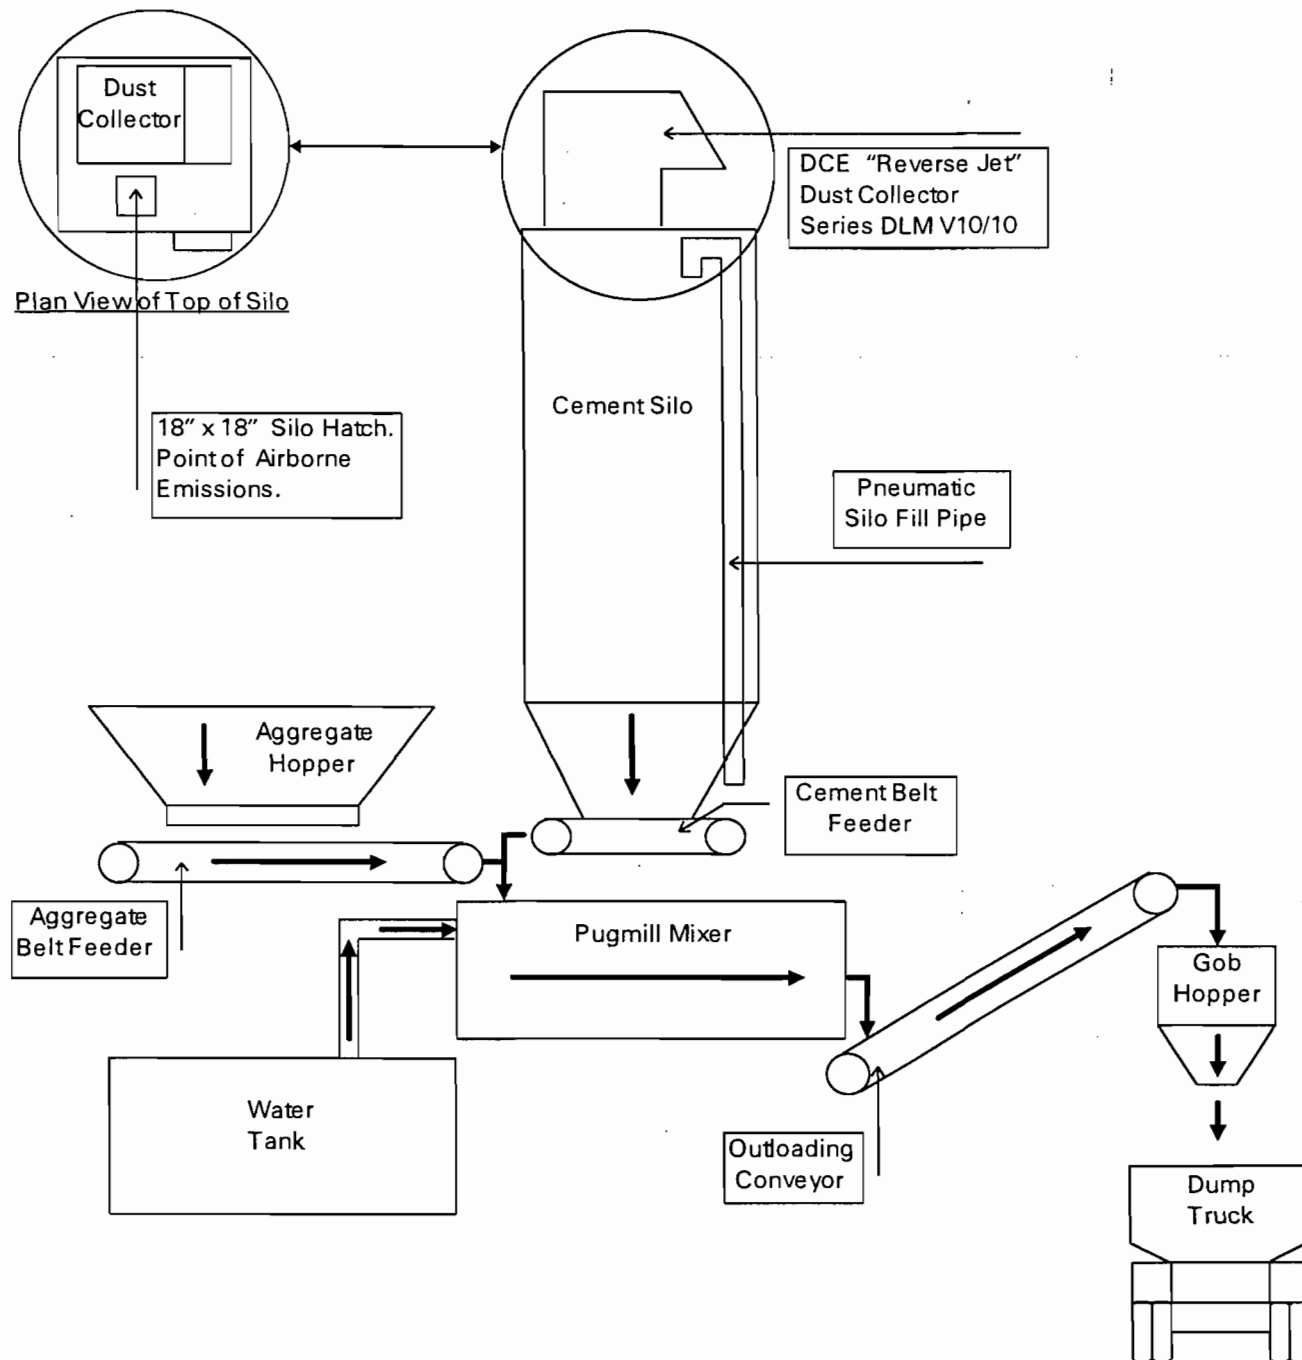 Dust
Collector
Plan View of Top of Silo
18" x 18" Silo Hatch.
Point of Airborne
Emissions.
DCE "Reverse Jet"
Dust Collector
Series DLM V10/10
Cement Silo
Pneumatic
Silo Fill Pipe
Aggregate
Hopper
Cement Belt
Feeder
Aggregate
Belt Feeder
Pugmill Mixer
Gob
Hopper
Water
Tank
Outloading
Conveyor
Dump
Truck